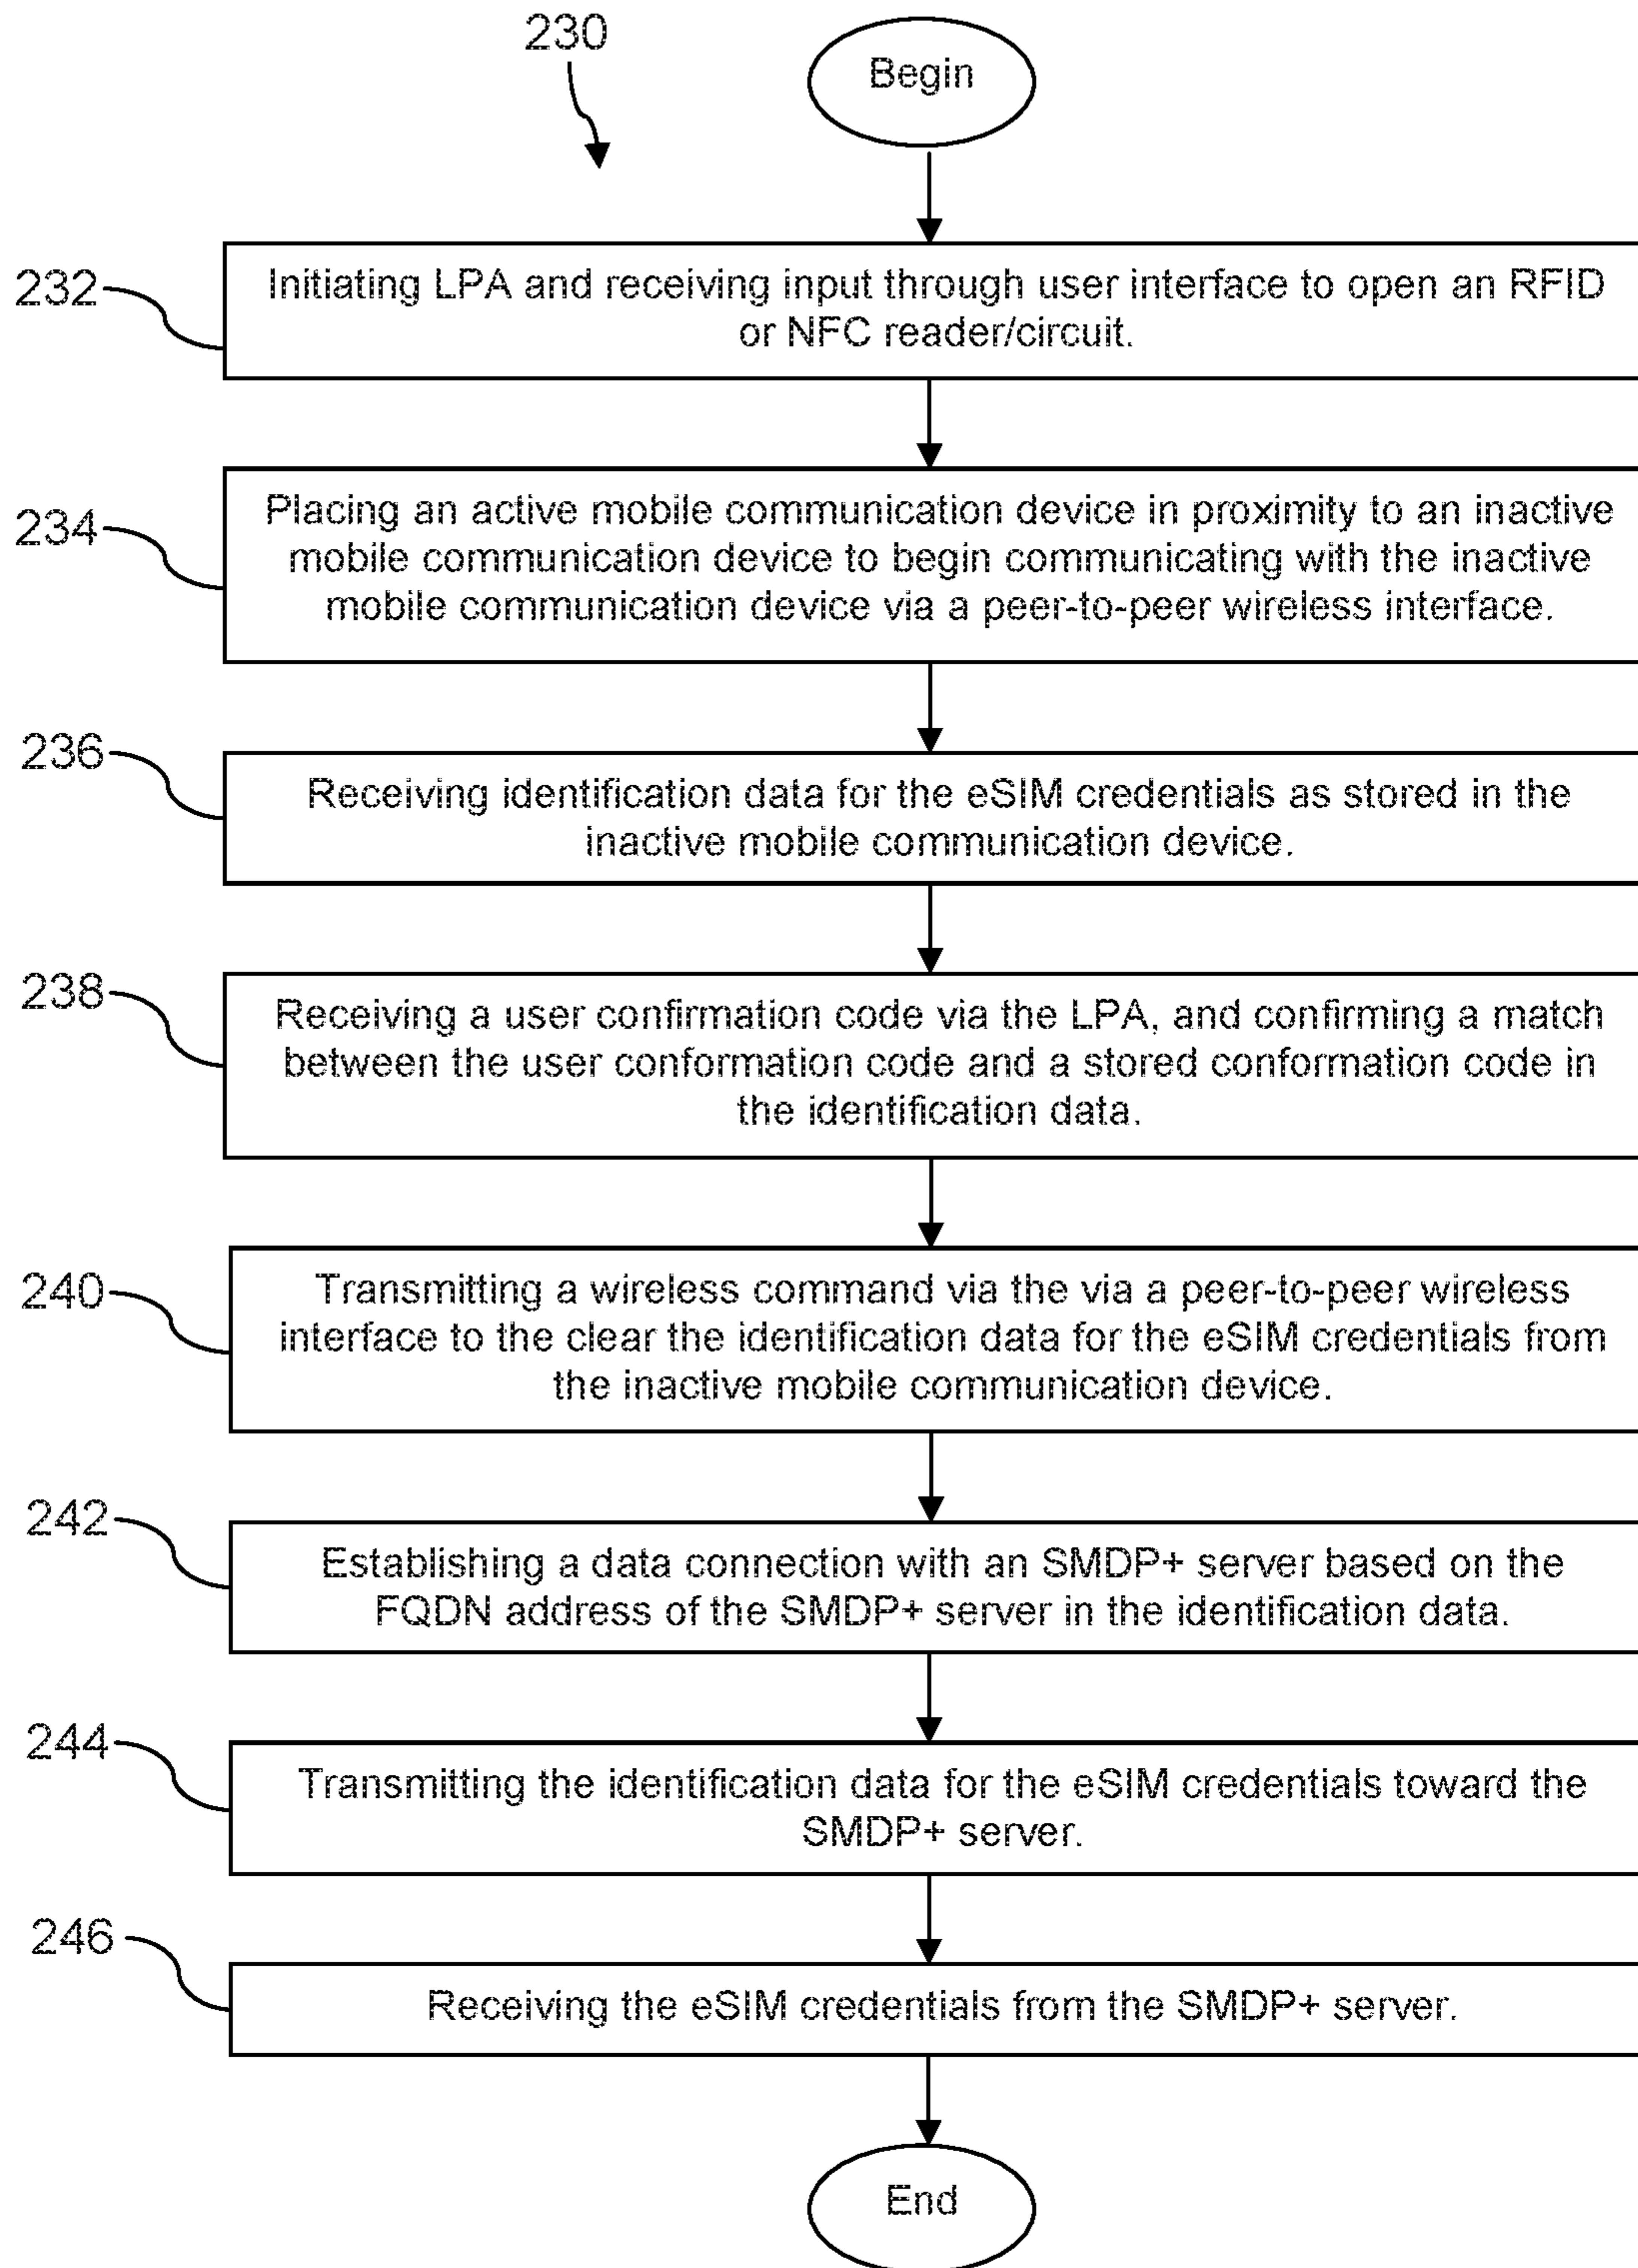 230
Begin
232
Initiating LPA and receiving input through user interface to open an RFID
or NFC reader/circuit.
234
Placing an active mobile communication device in proximity to an inactive
mobile communication device to begin communicating with the inactive
mobile communication device via a peer-to-peer wireless interface.
236
Receiving identification data for the eSIM credentials as stored in the
inactive mobile communication device.
238
Receiving a user confirmation code via the LPA, and confirming a match
between the user conformation code and a stored conformation code in
the identification data.
240
Transmitting a wireless command via the via a peer-to-peer wireless
interface to the clear the identification data for the eSIM credentials from
the inactive mobile communication device.
242
Establishing a data connection with an SMDP+ server based on the
FQDN address of the SMDP+ server in the identification data.
244
Transmitting the identification data for the eSIM credentials toward the
SMDP+ server.
246
Receiving the eSIM credentials from the SMDP+ server.
End